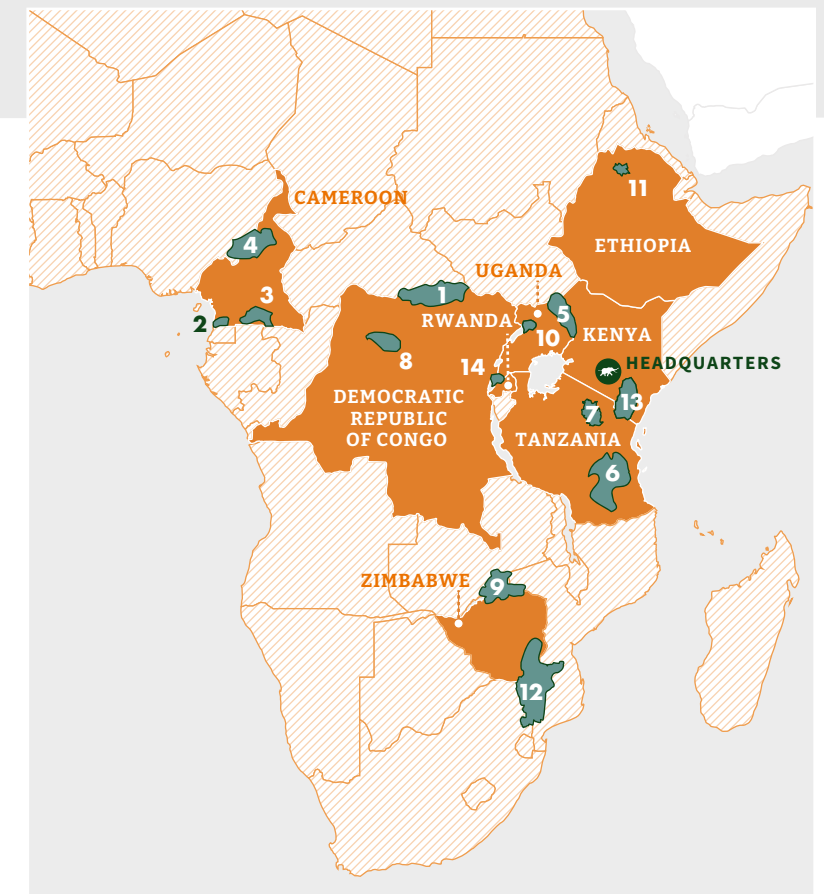 11
CAMEROON
4
ETHIOPIA
UGANDA
1
3
RWANDA
5
2
10
KENYA
8
14
HEADQUARTERS
DEMOCRATIC
REPUBLIC
OF CONGO
13
7
TANZANIA
6
ZIMBABWE
9
12